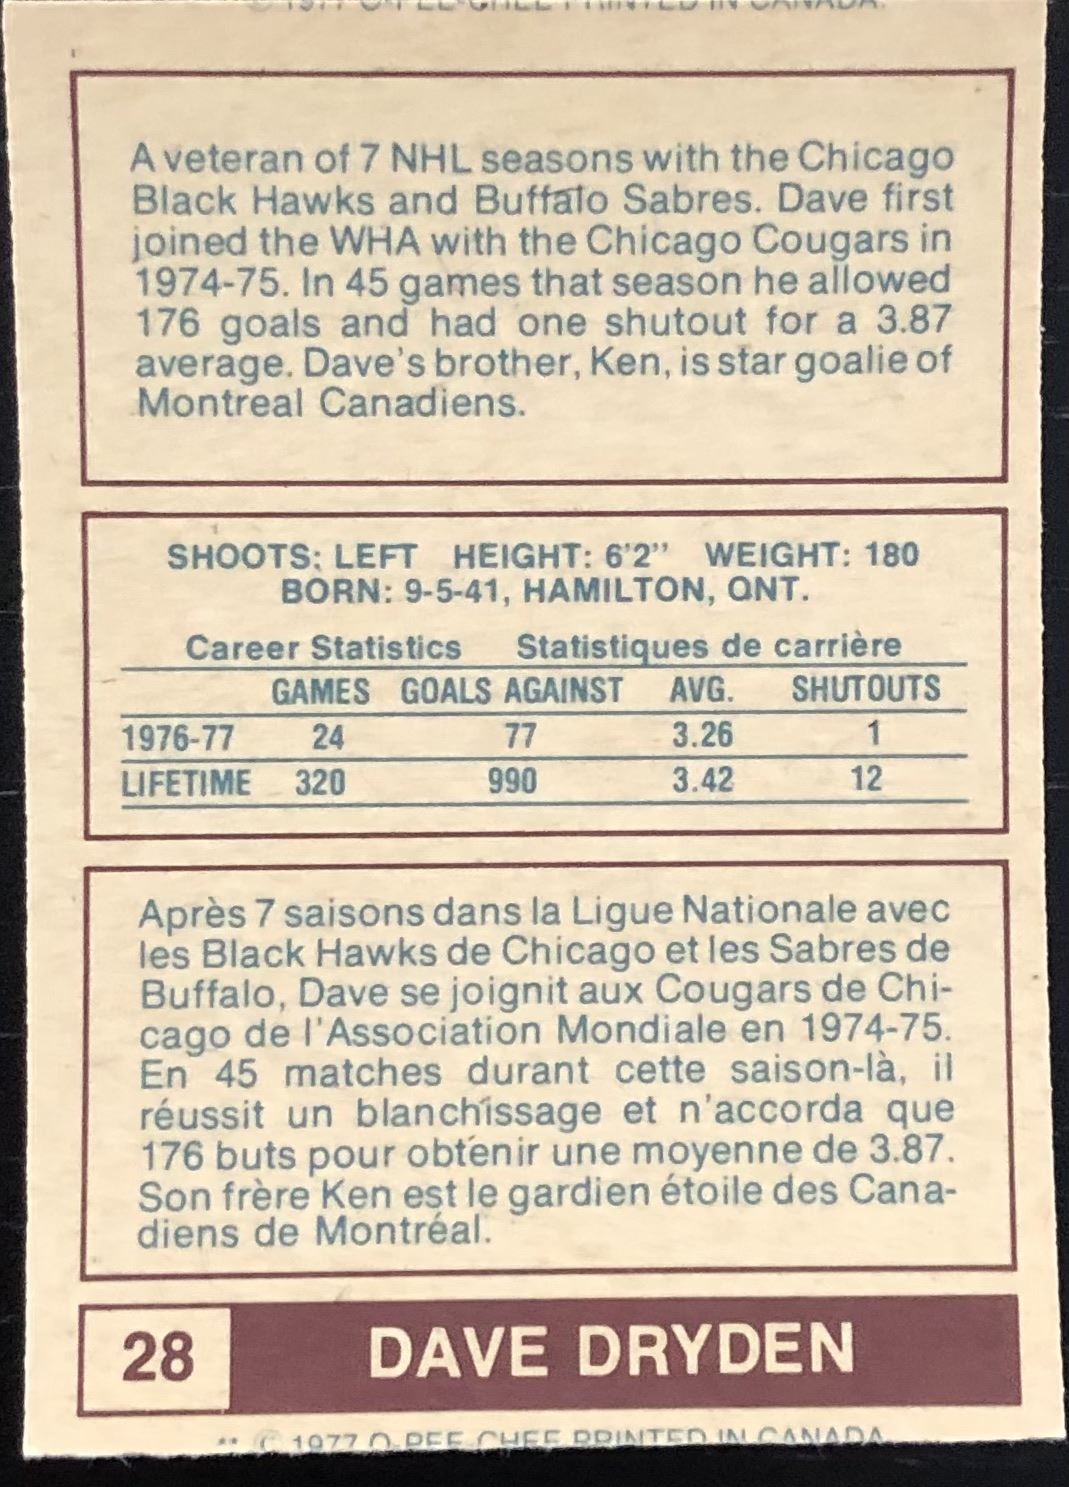 © 1977 O-PEE-CHEE PRINTED IN CANADA.
A veteran of 7 NHL seasons with the Chicago
Black Hawks and Buffalo Sabres. Dave first
joined the WHA with the Chicago Cougars in
1974-75. In 45 games that season he allowed
176 goals and had one shutout for a 3.87
average. Dave's brother, Ken, is star goalie of
Montreal Canadiens.
SHOOTS: LEFT HEIGHT: 6'2" WEIGHT: 180
BORN: 9-5-41, HAMILTON, ONT.
Career Statistics Statistiques de carrière
GAMES GOALS AGAINST AVG. SHUTOUTS
1976-77 24 77 3.26 1
LIFETIME 320 990 3.42 12
Après 7 saisons dans la Ligue Nationale avec
les Black Hawks de Chicago et les Sabres de
Buffalo, Dave se joignit aux Cougars de Chi-
cago de l'Association Mondiale en 1974-75.
En 45 matches durant cette saison-là, il
réussit un blanchissage et n'accorda que
176 buts pour obtenir une moyenne de 3.87.
Son frère Ken est le gardien étoile des Cana-
diens de Montréal.
28 DAVE DRYDEN
** © 1977 O-PEE-CHEE PRINTED IN CANADA